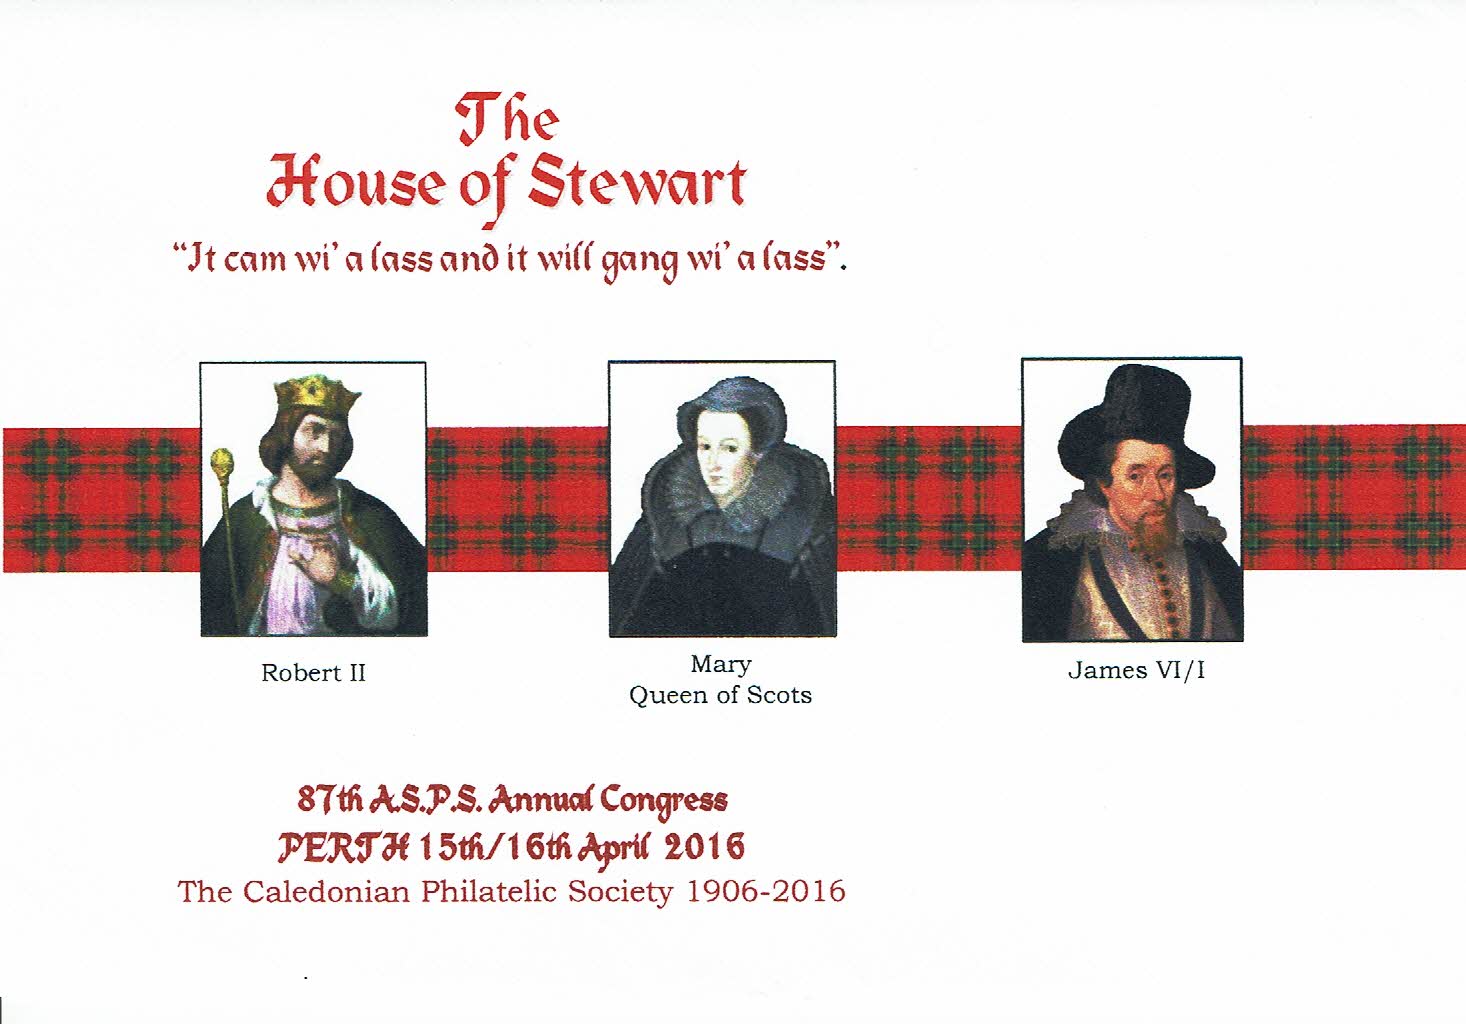 The
House of Stewart
“It cam wi’ a lass and it will gang wi’ a lass”.
Robert II
Mary
Queen of Scots
James VI/I
87th A.S.P.S. Annual Congress
PERTH 15th/16th April 2016
The Caledonian Philatelic Society 1906-2016